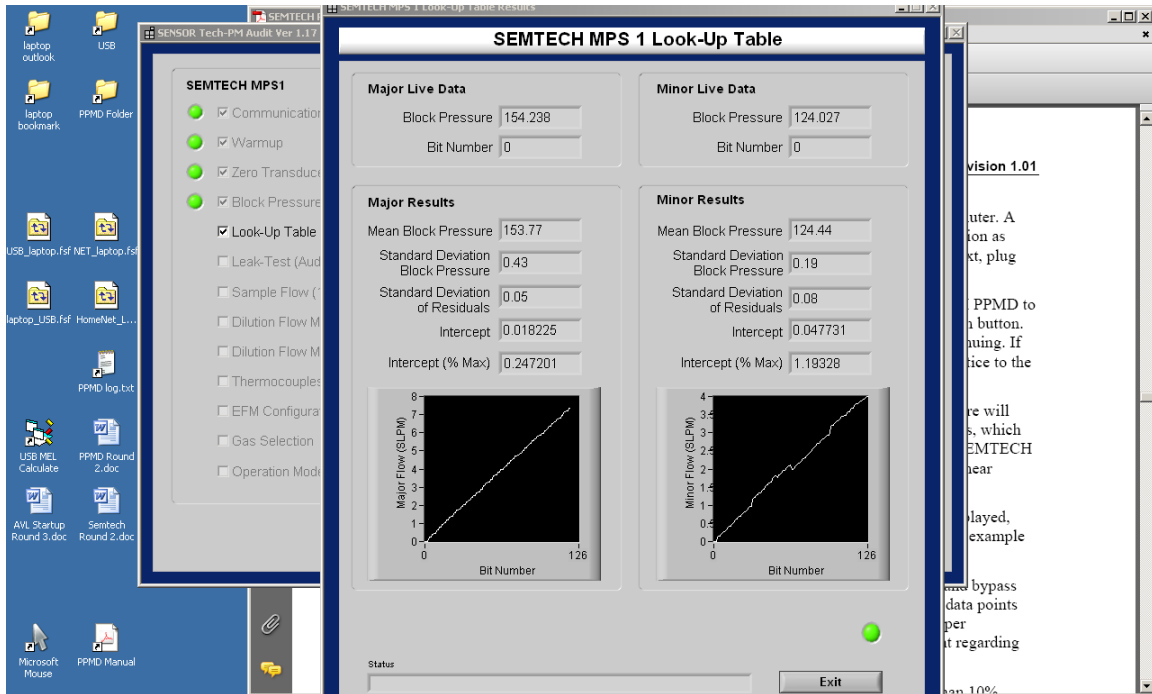 laptop outlook
USB
laptop bookmark
PPMD Folder
USB_laptop.fsf
NET_laptop.fsf
laptop_USB.fsf
HomeNet_L...
PPMD log.txt
USB MEL Calculate
PPMD Round 2.doc
AVL Startup Round 3.doc
Semtech Round 2.doc
Microsoft Mouse
PPMD Manual
SEMTECH
SENSOR Tech-PM Audit Ver 1.17
SEMTECH MPS1
Communication
Warmup
Zero Transduce
Block Pressure
Look-Up Table
Leak-Test (Aud
Sample Flow (
Dilution Flow M
Dilution Flow M
Thermocouples
EFM Configurat
Gas Selection
Operation Mode
SEMTECH MPS 1 Look-Up Table Results
SEMTECH MPS 1 Look-Up Table
Major Live Data
Block Pressure 154.238
Bit Number 0
Minor Live Data
Block Pressure 124.027
Bit Number 0
Major Results
Mean Block Pressure 153.77
Standard Deviation
Block Pressure 0.43
Standard Deviation
of Residuals 0.05
Intercept 0.018225
Intercept (% Max) 0.247201
Major Flow (SLPM)
8-
7-
6-
5-
4-
3-
2-
1-
0-
0
126
Bit Number
Minor Results
Mean Block Pressure 124.44
Standard Deviation
Block Pressure 0.19
Standard Deviation
of Residuals 0.08
Intercept 0.047731
Intercept (% Max) 1.19328
Minor Flow (SLPM)
4-
3.5
3-
2.5
2-
1.5
1-
0.5
0-
0
126
Bit Number
Status
Exit
vision 1.01
uter. A
ion as
xt, plug
PPMD to
n button.
nuing. If
tice to the
re will
s, which
EMTECH
near
played,
example
and bypass
data points
per
nt regarding
han 10%